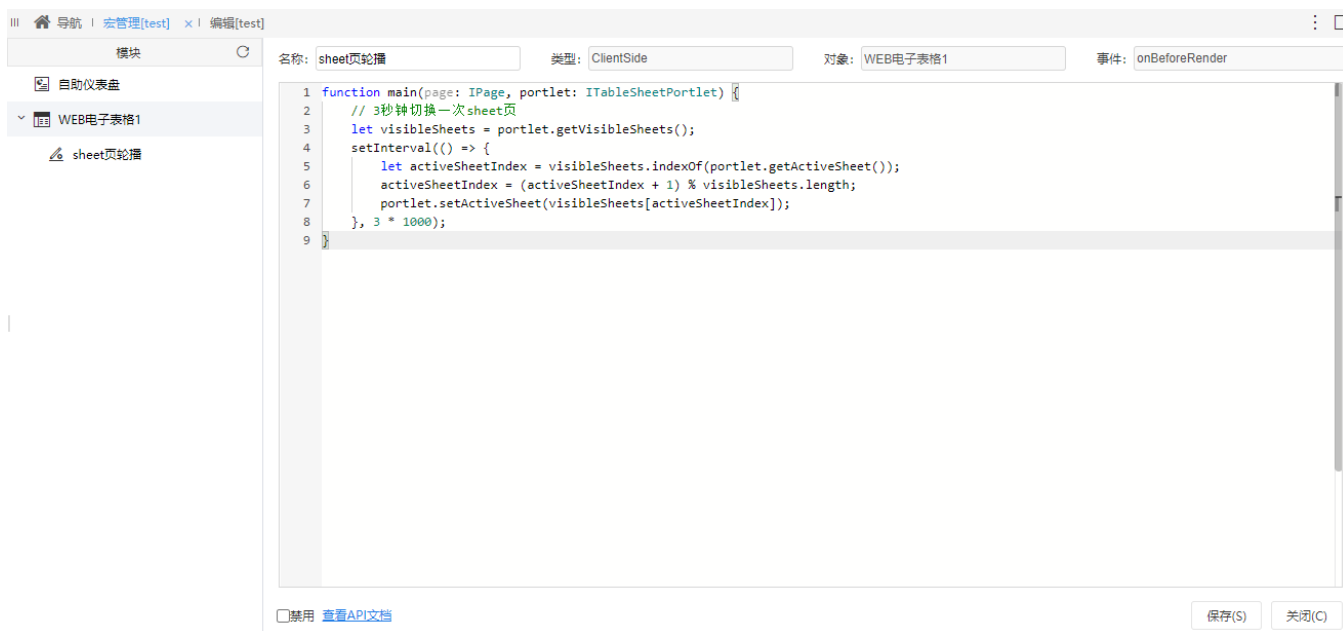 导航 宏管理[test] × 编辑[test]
模块
自助仪表盘
WEB电子表格1
sheet页轮播
名称: sheet页轮播 类型: ClientSide 对象: WEB电子表格1 事件: onBeforeRender
1 function main(page: IPage, portlet: ITableSheetPortlet) {
2 // 3秒钟切换一次sheet页
3 let visibleSheets = portlet.getVisibleSheets();
4 setInterval(() => {
5 let activeSheetIndex = visibleSheets.indexOf(portlet.getActiveSheet());
6 activeSheetIndex = (activeSheetIndex + 1) % visibleSheets.length;
7 portlet.setActiveSheet(visibleSheets[activeSheetIndex]);
8 }, 3 * 1000);
9 }
禁用 查看API文档
保存(S) 关闭(C)